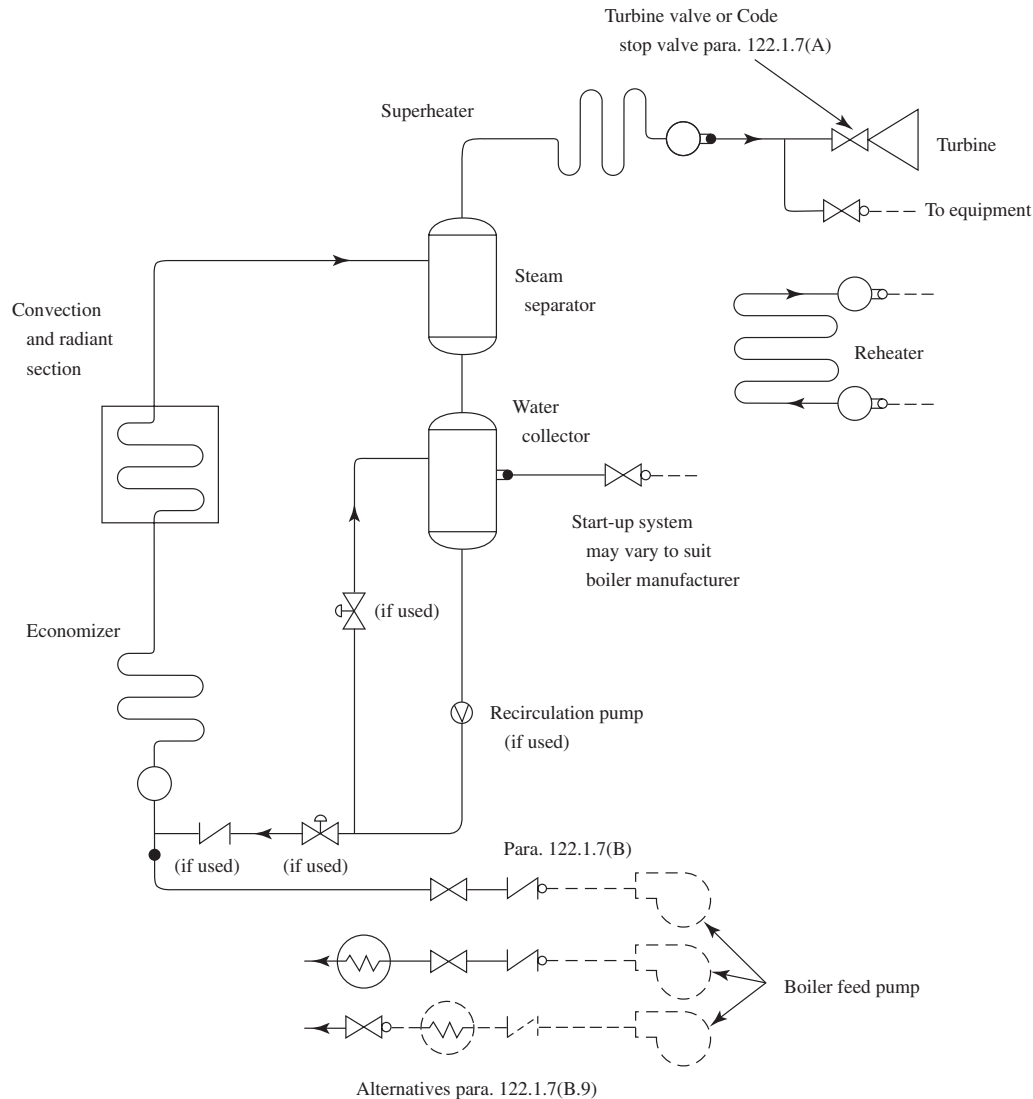 Turbine valve or Code
stop valve para. 122.1.7(A)
Superheater
Turbine
To equipment
Steam
separator
Convection
and radiant
section
Reheater
Water
collector
Start-up system
may vary to suit
boiler manufacturer
(if used)
Economizer
Recirculation pump
(if used)
(if used)
(if used)
Para. 122.1.7(B)
Boiler feed pump
Alternatives para. 122.1.7(B.9)